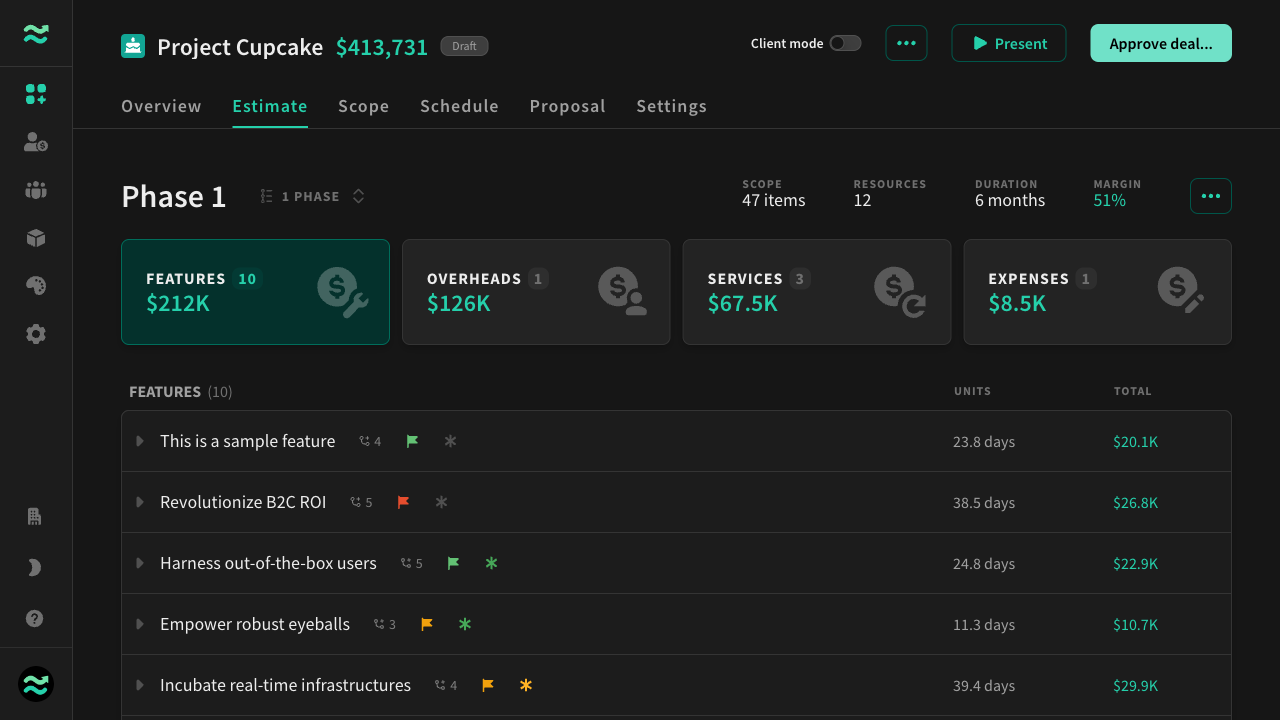 Project Cupcake $413,731 Draft
Client mode
Present
Approve deal...
Overview Estimate Scope Schedule Proposal Settings
Phase 1
1 PHASE
SCOPE
47 items
RESOURCES
12
DURATION
6 months
MARGIN
51%
FEATURES 10
$212K
OVERHEADS 1
$126K
SERVICES 3
$67.5K
EXPENSES 1
$8.5K
FEATURES (10) UNITS TOTAL
This is a sample feature 4 23.8 days $20.1K
Revolutionize B2C ROI 5 38.5 days $26.8K
Harness out-of-the-box users 5 24.8 days $22.9K
Empower robust eyeballs 3 11.3 days $10.7K
Incubate real-time infrastructures 4 39.4 days $29.9K